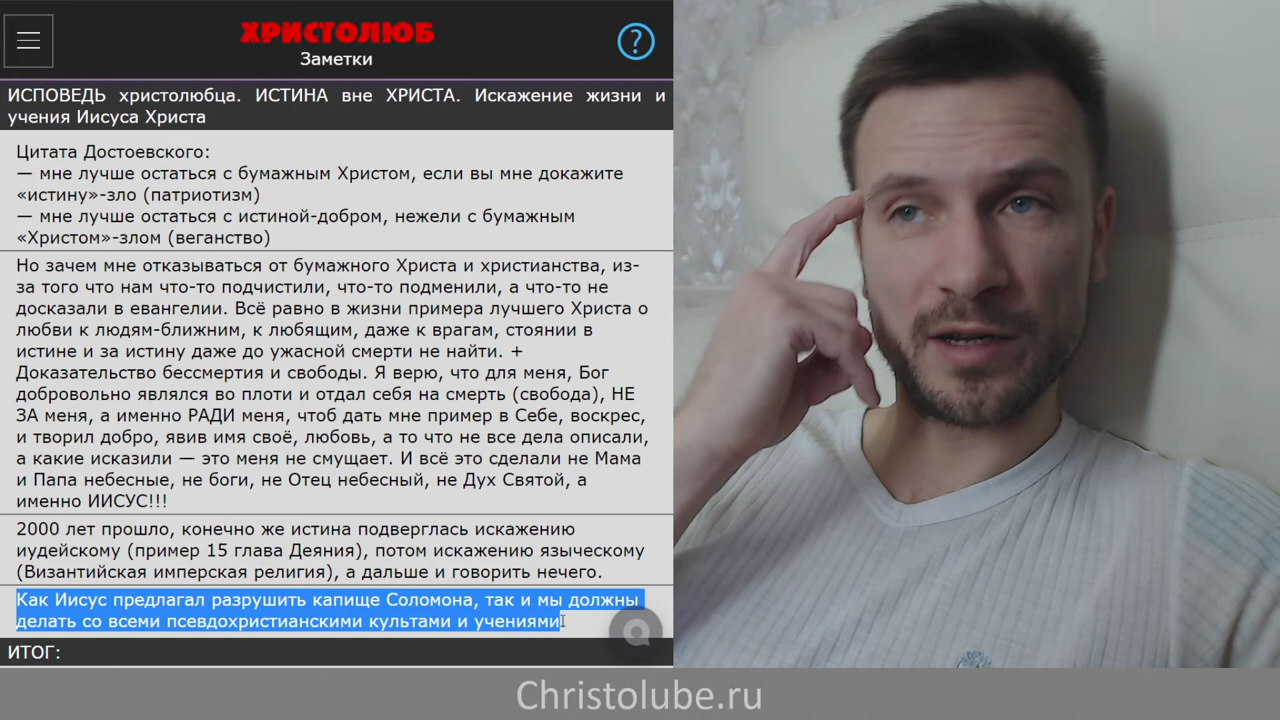 ХРИСТОЛЮБ
Заметки
?
ИСПОВЕДЬ христолюбца. ИСТИНА вне ХРИСТА. Искажение жизни и
учения Иисуса Христа
Цитата Достоевского:
— мне лучше остаться с бумажным Христом, если вы мне докажите
«истину»-зло (патриотизм)
— мне лучше остаться с истиной-добром, нежели с бумажным
«Христом»-злом (веганство)
Но зачем мне отказываться от бумажного Христа и христианства, из-
за того что нам что-то подчистили, что-то подменили, а что-то не
досказали в евангелии. Всё равно в жизни примера лучшего Христа о
любви к людям-ближним, к любящим, даже к врагам, стоянии в
истине и за истину даже до ужасной смерти не найти. +
Доказательство бессмертия и свободы. Я верю, что для меня, Бог
добровольно являлся во плоти и отдал себя на смерть (свобода), НЕ
ЗА меня, а именно РАДИ меня, чтоб дать мне пример в Себе, воскрес,
и творил добро, явив имя своё, любовь, а то что не все дела описали,
а какие исказили — это меня не смущает. И всё это сделали не Мама
и Папа небесные, не боги, не Отец небесный, не Дух Святой, а
именно ИИСУС!!!
2000 лет прошло, конечно же истина подверглась искажению
иудейскому (пример 15 глава Деяния), потом искажению языческому
(Византийская имперская религия), а дальше и говорить нечего.
Как Иисус предлагал разрушить капище Соломона, так и мы должны
делать со всеми псевдохристианскими культами и учениями
ИТОГ:
Christolube.ru